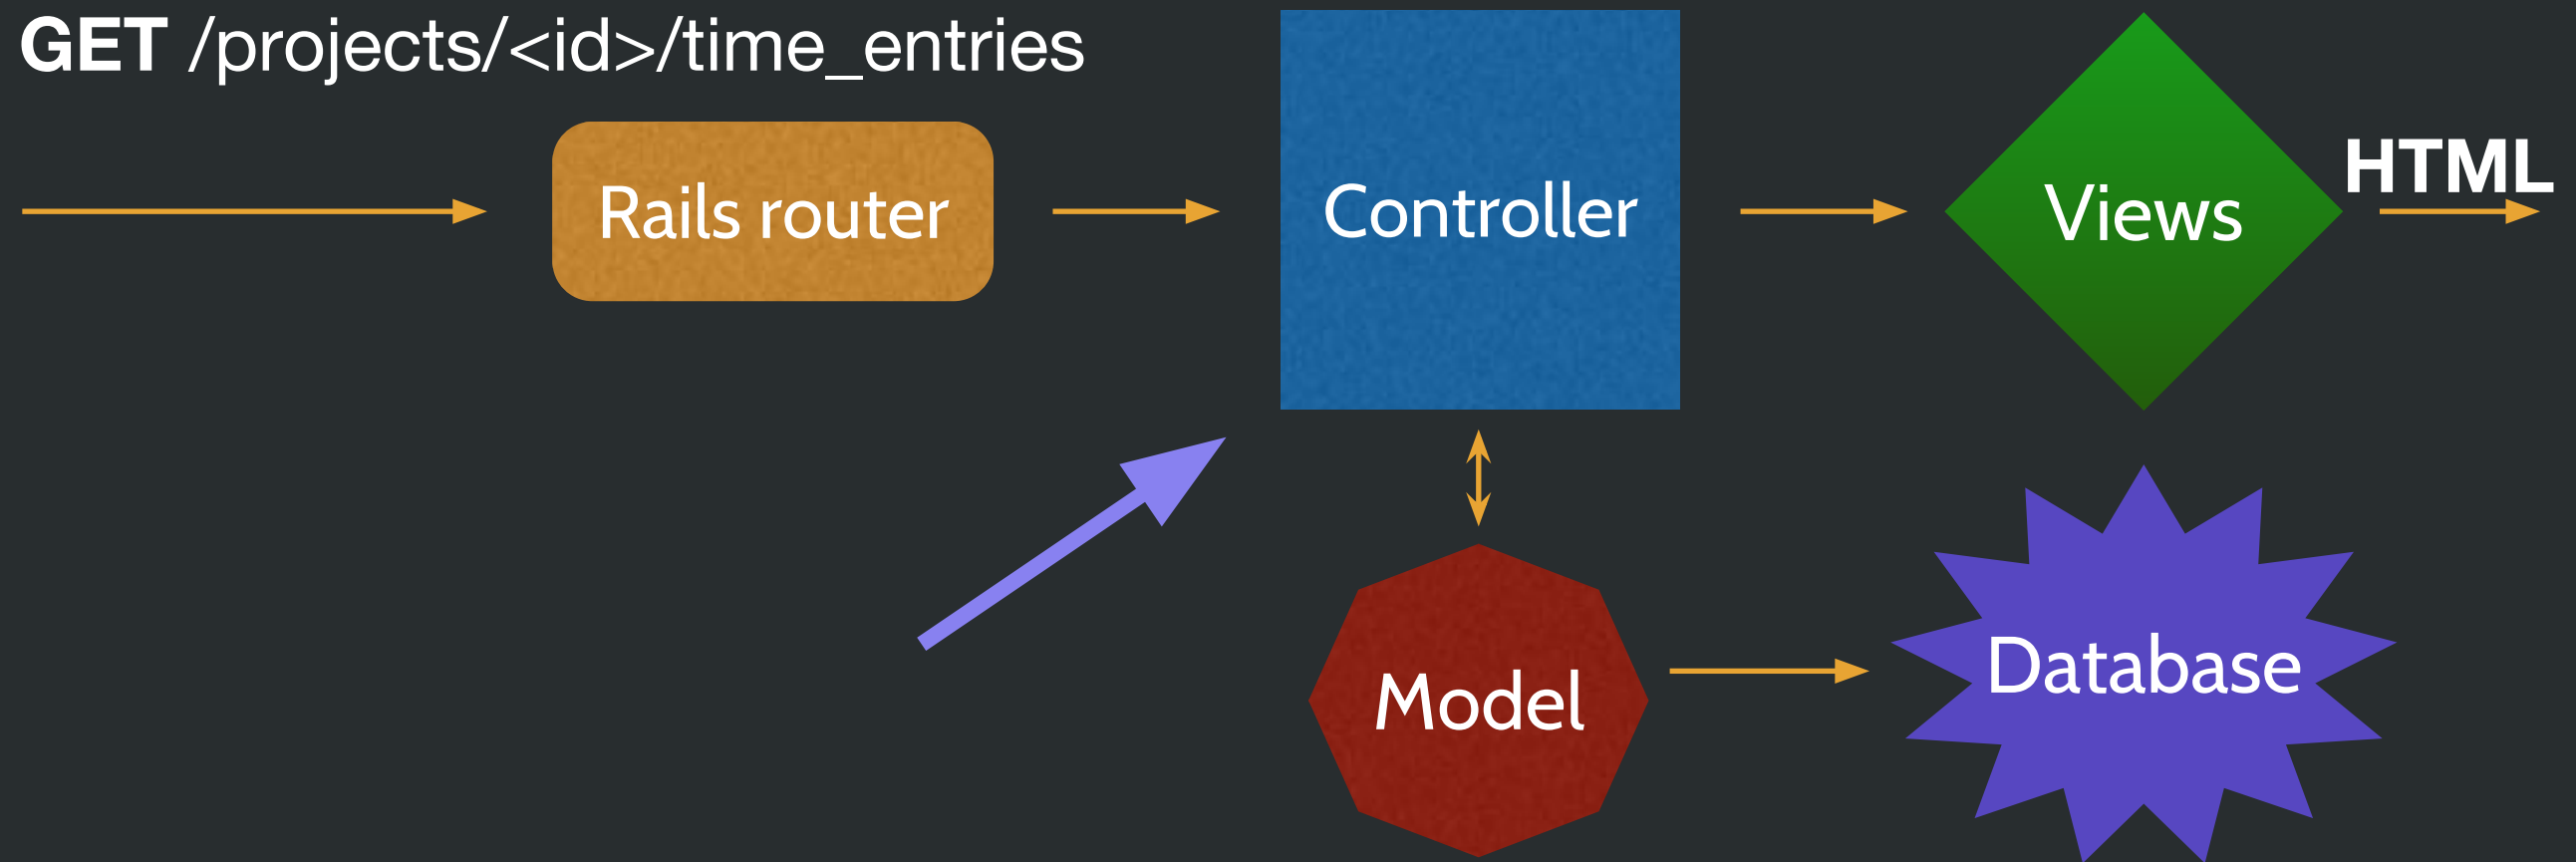 GET /projects/<id>/time_entries
Rails router
Controller
Views
HTML
Model
Database